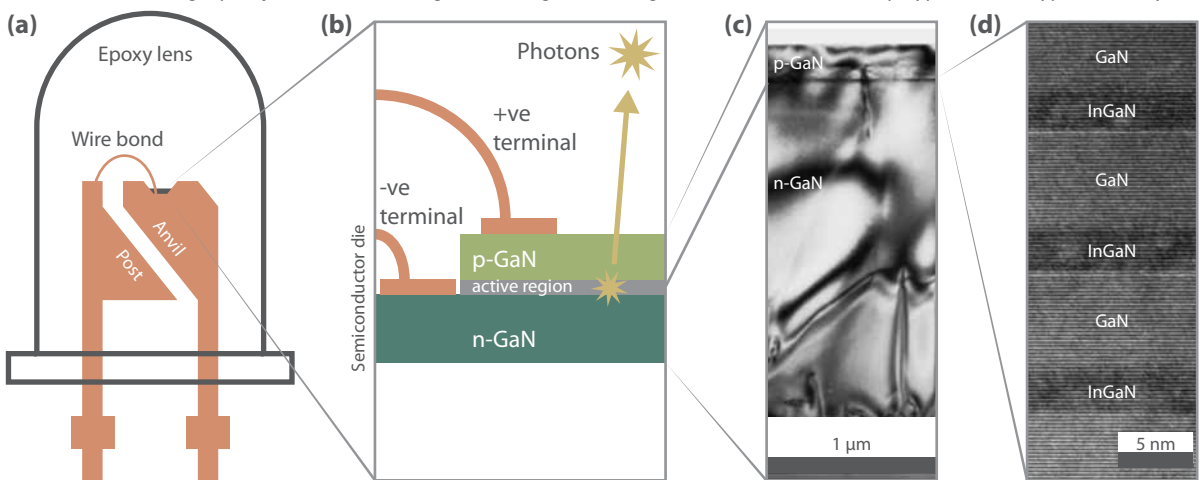 (a)
Epoxy lens
Wire bond
Anvil
Post
(b)
Photons
+ve
terminal
-ve
terminal
Semiconductor die
p-GaN
active region
n-GaN
(c)
p-GaN
n-GaN
1 μm
(d)
GaN
InGaN
GaN
InGaN
GaN
InGaN
5 nm